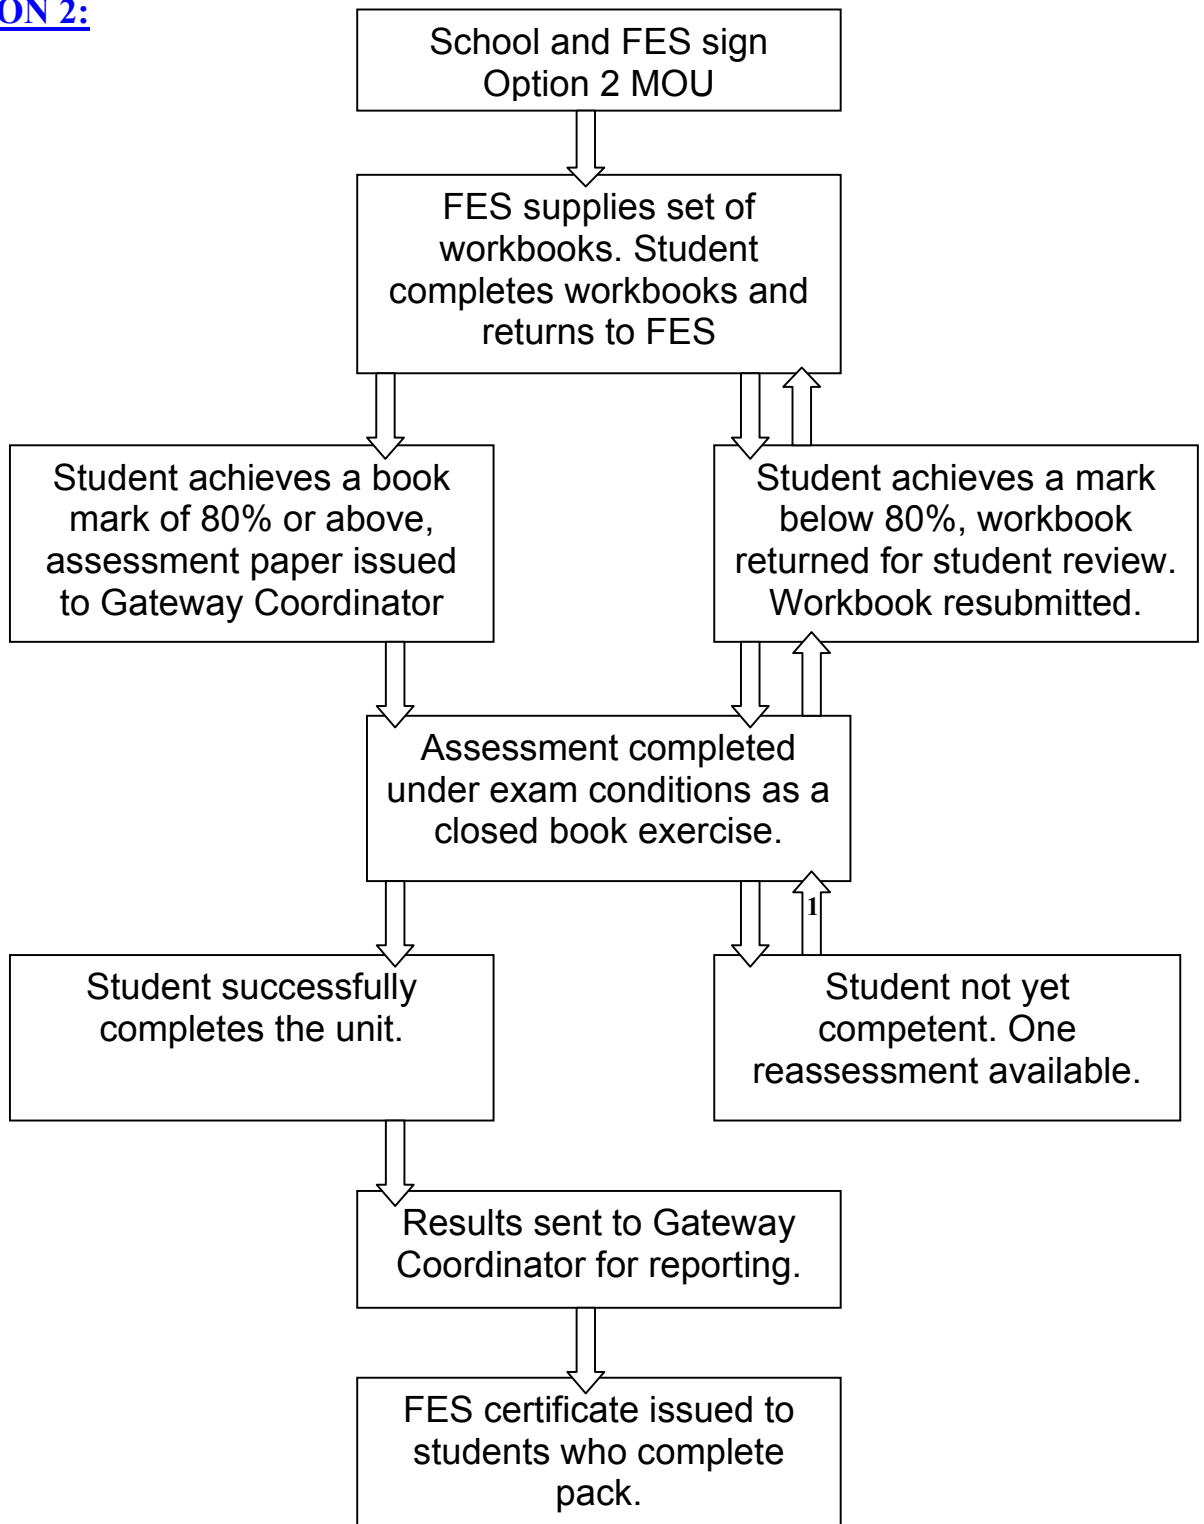 ON 2:
School and FES sign
Option 2 MOU
FES supplies set of
workbooks. Student
completes workbooks and
returns to FES
Student achieves a book
mark of 80% or above,
assessment paper issued
to Gateway Coordinator
Student achieves a mark
below 80%, workbook
returned for student review.
Workbook resubmitted.
Assessment completed
under exam conditions as a
closed book exercise.
1
Student successfully
completes the unit.
Student not yet
competent. One
reassessment available.
Results sent to Gateway
Coordinator for reporting.
FES certificate issued to
students who complete
pack.